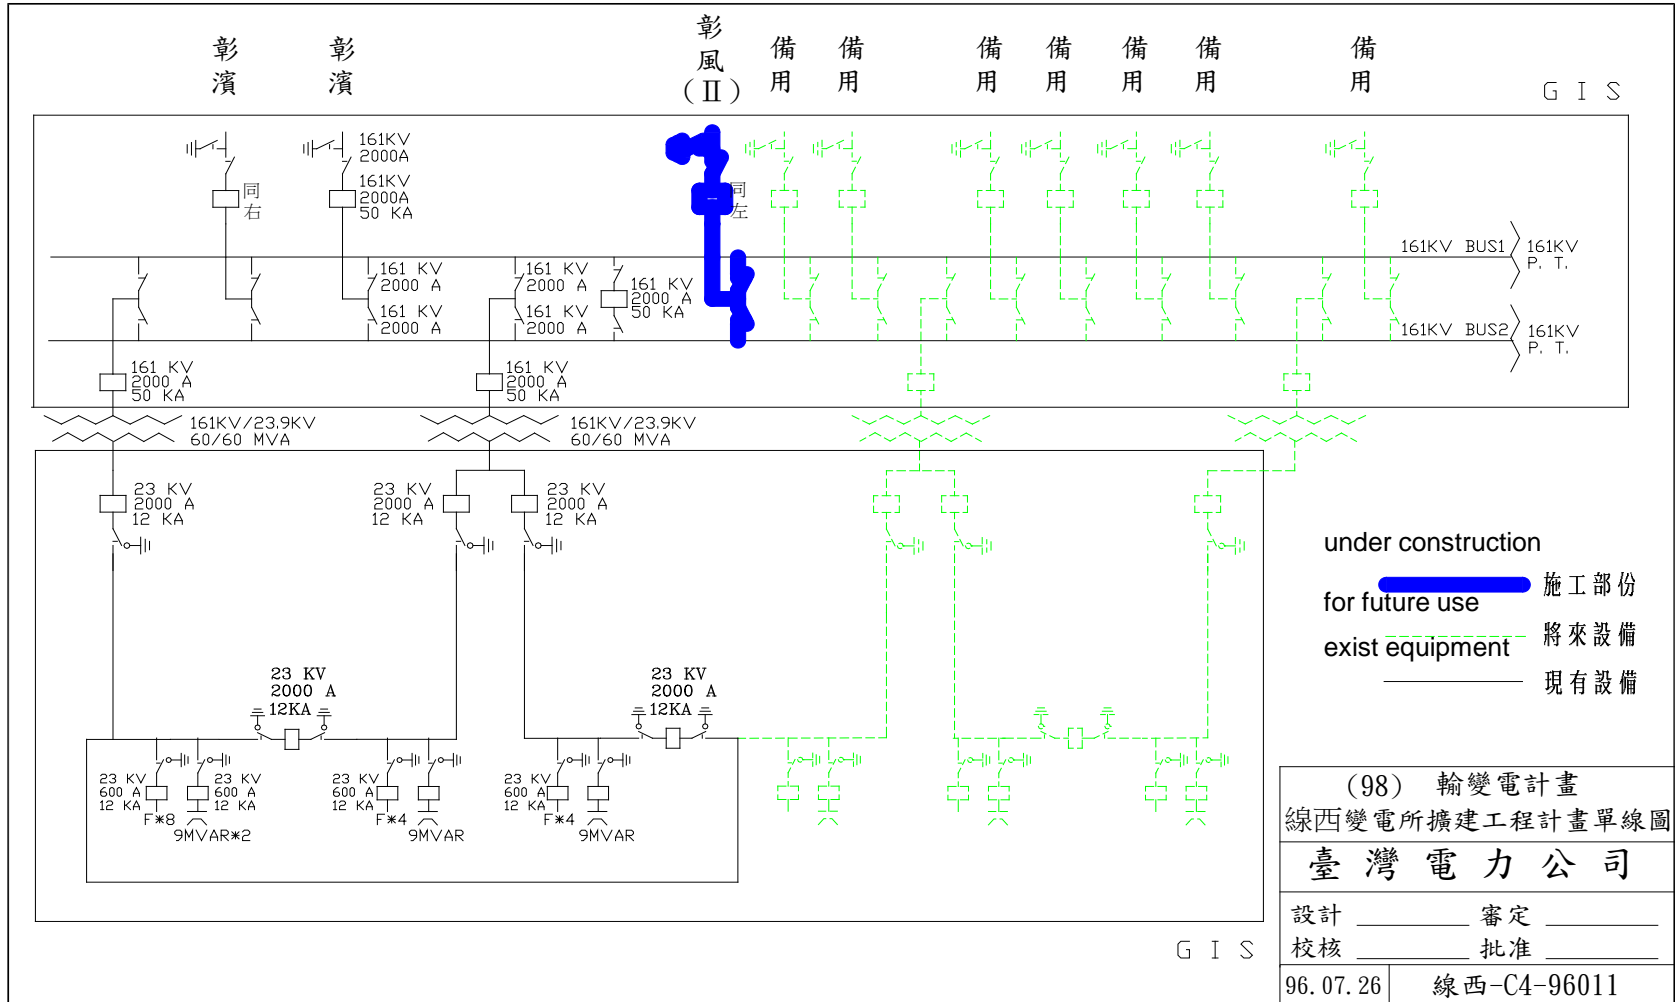 彰濱
彰濱
彰風(Ⅱ)
備用
備用
備用
備用
備用
備用
備用
G I S
161KV
2000A
161KV
2000A
50 KA
同右
同左
161KV BUS1
161KV
P. T.
161 KV
2000 A
161 KV
2000 A
161 KV
2000 A
50 KA
161 KV
2000 A
161 KV
2000 A
161KV BUS2
161KV
P. T.
161 KV
2000 A
50 KA
161 KV
2000 A
50 KA
161KV/23.9KV
60/60 MVA
161KV/23.9KV
60/60 MVA
23 KV
2000 A
12 KA
23 KV
2000 A
12 KA
23 KV
2000 A
12 KA
under construction
施工部份
for future use
將來設備
exist equipment
現有設備
23 KV
2000 A
12KA
23 KV
2000 A
12KA
23 KV
600 A
12 KA
F*8
23 KV
600 A
12 KA
9MVAR*2
23 KV
600 A
12 KA
F*4
9MVAR
23 KV
600 A
12 KA
F*4
9MVAR
G I S
(98) 輸變電計畫
線西變電所擴建工程計畫單線圖
臺灣電力公司
設計 審定
校核 批准
96.07.26 線西-C4-96011